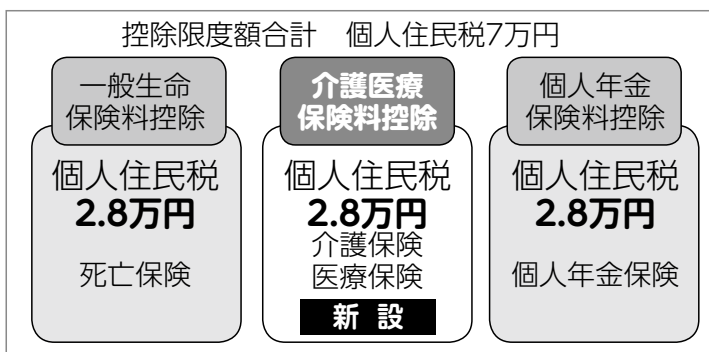 控除限度額合計　個人住民税7万円
一般生命
保険料控除
個人住民税
2.8万円
死亡保険
介護医療
保険料控除
個人住民税
2.8万円
介護保険
医療保険
新 設
個人年金
保険料控除
個人住民税
2.8万円
個人年金保険